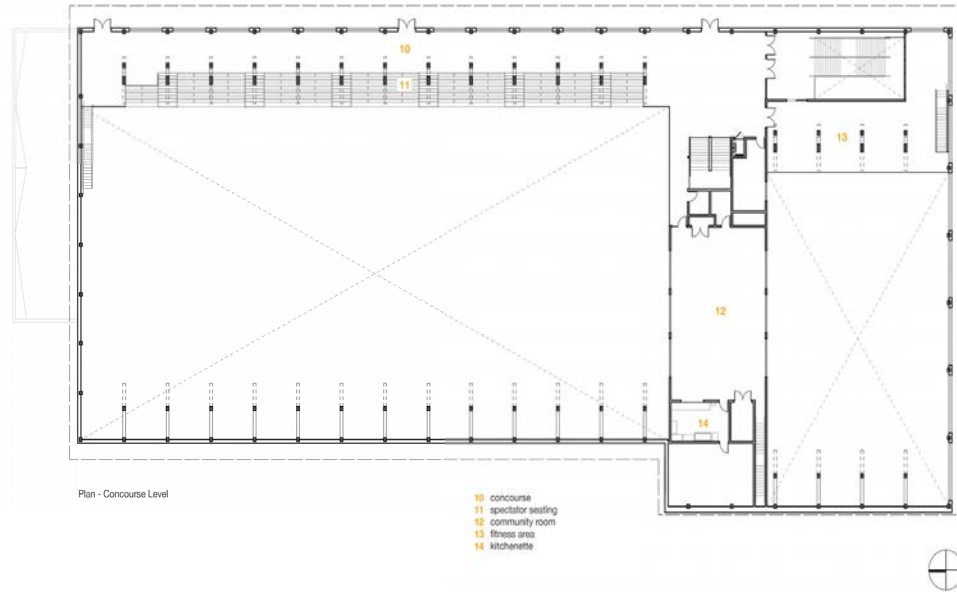 10
11
13
12
14
Plan - Concourse Level
10 concourse
11 spectator seating
12 community room
13 fitness area
14 kitchenette